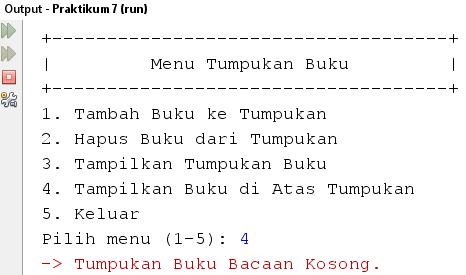 Output - Praktikum 7 (run)
+------------------------------------+
| Menu Tumpukan Buku |
+------------------------------------+
1. Tambah Buku ke Tumpukan
2. Hapus Buku dari Tumpukan
3. Tampilkan Tumpukan Buku
4. Tampilkan Buku di Atas Tumpukan
5. Keluar
Pilih menu (1-5): 4
-> Tumpukan Buku Bacaan Kosong.